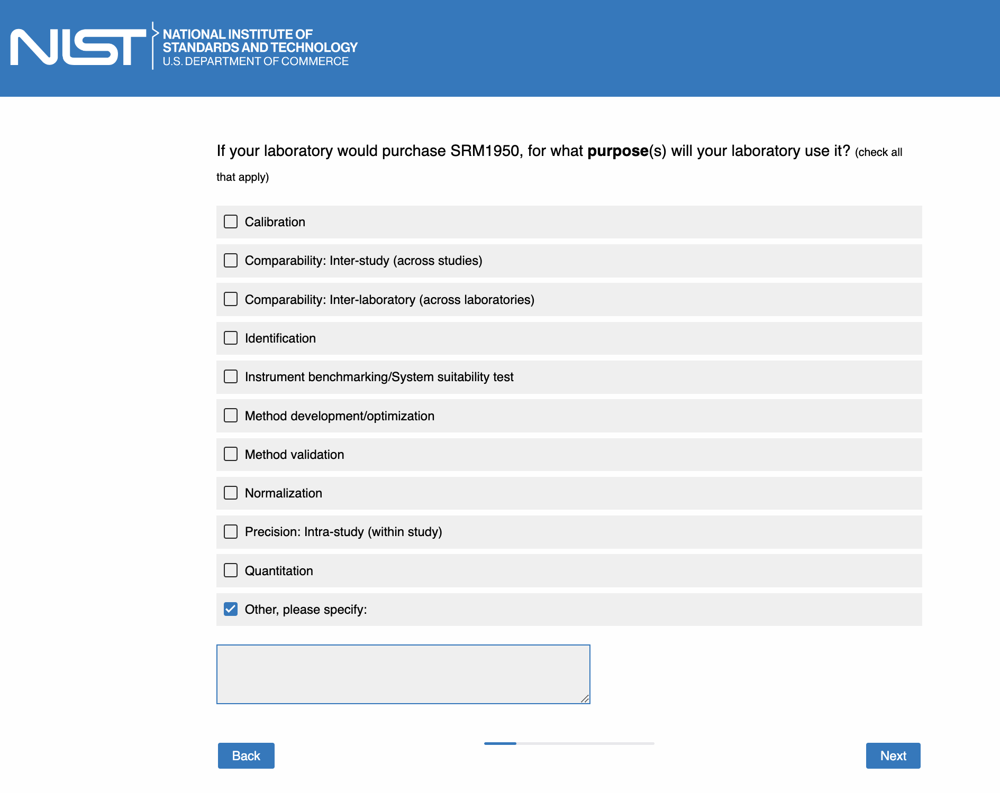 NIST
NATIONAL INSTITUTE OF
STANDARDS AND TECHNOLOGY
U.S. DEPARTMENT OF COMMERCE
If your laboratory would purchase SRM1950, for what purpose(s) will your laboratory use it? (check all
that apply)
Calibration
Comparability: Inter-study (across studies)
Comparability: Inter-laboratory (across laboratories)
Identification
Instrument benchmarking/System suitability test
Method development/optimization
Method validation
Normalization
Precision: Intra-study (within study)
Quantitation
Other, please specify:
Back
Next